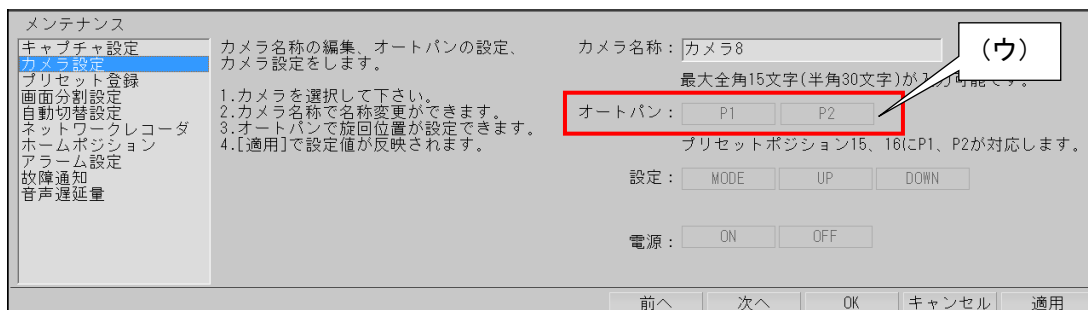 メンテナンス
キャプチャ設定
カメラ設定
プリセット登録
画面分割設定
自動切替設定
ネットワークレコーダ
ホームポジション
アラーム設定
故障通知
音声遅延量
カメラ名称の編集、オートパンの設定、
カメラ設定をします。
1.カメラを選択して下さい。
2.カメラ名称で名称変更ができます。
3.オートパンで旋回位置が設定できます。
4.[適用]で設定値が反映されます。
カメラ名称: カメラ8
(ウ)
最大全角15文字(半角30文字)が入力可能です。
オートパン: P1 P2
プリセットポジション15、16にP1、P2が対応します。
設定: MODE UP DOWN
電源: ON OFF
前へ 次へ OK キャンセル 適用